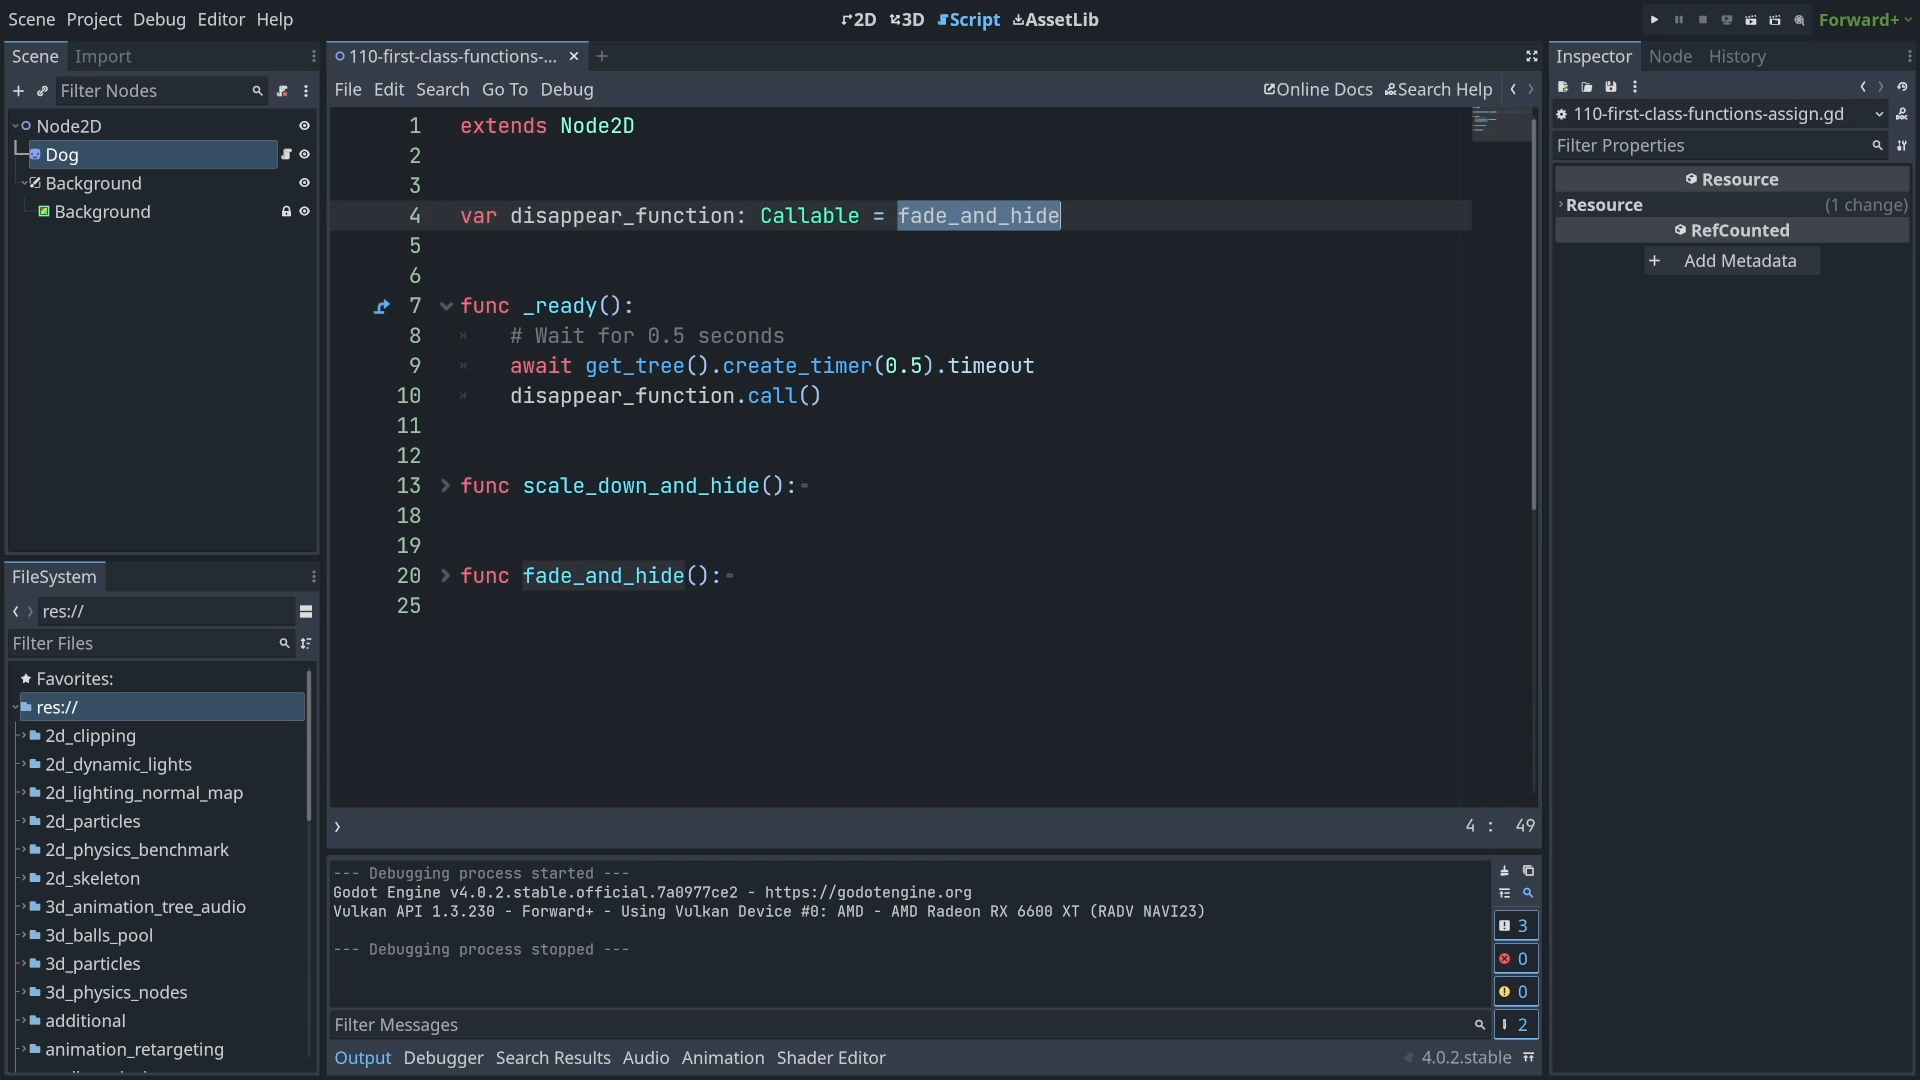 Scene Project Debug Editor Help
2D 3D Script AssetLib
Forward+
Scene Import
Filter Nodes
Node2D
Dog
Background
Background
FileSystem
res://
Filter Files
Favorites:
res://
2d_clipping
2d_dynamic_lights
2d_lighting_normal_map
2d_particles
2d_physics_benchmark
2d_skeleton
3d_animation_tree_audio
3d_balls_pool
3d_particles
3d_physics_nodes
additional
animation_retargeting
110-first-class-functions-...
File Edit Search Go To Debug
Online Docs Search Help
1 extends Node2D
2
3
4 var disappear_function: Callable = fade_and_hide
5
6
7 func _ready():
8 # Wait for 0.5 seconds
9 await get_tree().create_timer(0.5).timeout
10 disappear_function.call()
11
12
13 func scale_down_and_hide():
18
19
20 func fade_and_hide():
25
4 : 49
--- Debugging process started ---
Godot Engine v4.0.2.stable.official.7a0977ce2 - https://godotengine.org
Vulkan API 1.3.230 - Forward+ - Using Vulkan Device #0: AMD - AMD Radeon RX 6600 XT (RADV NAVI23)
--- Debugging process stopped ---
3
0
0
2
Filter Messages
Output Debugger Search Results Audio Animation Shader Editor
4.0.2.stable
Inspector Node History
110-first-class-functions-assign.gd
Filter Properties
Resource
Resource (1 change)
RefCounted
+ Add Metadata